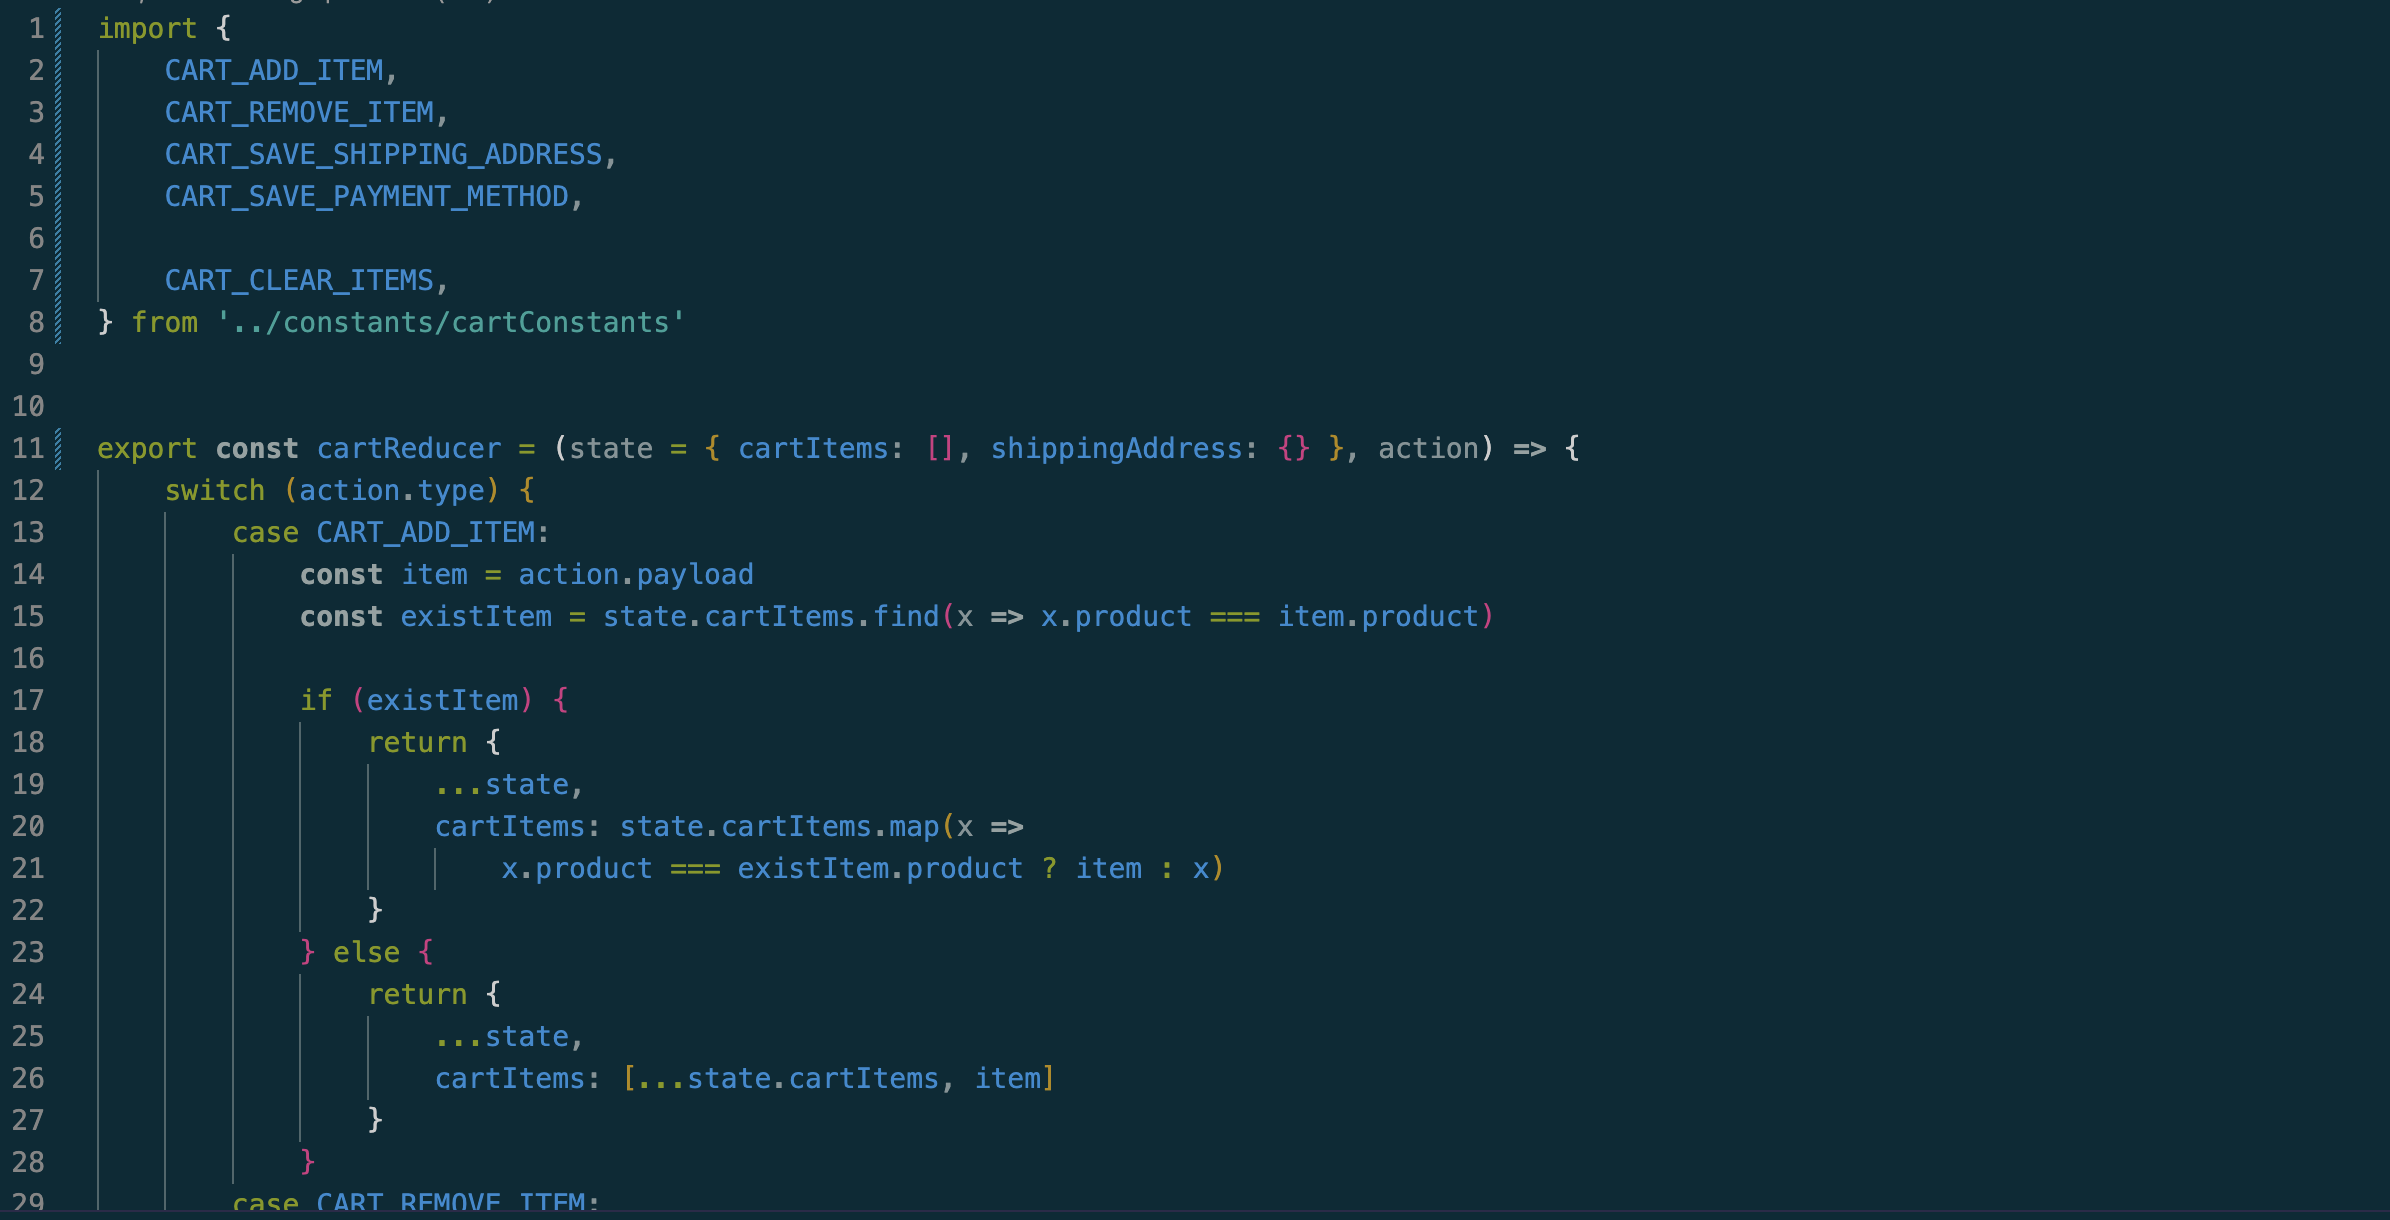 1 import {
2     CART_ADD_ITEM,
3     CART_REMOVE_ITEM,
4     CART_SAVE_SHIPPING_ADDRESS,
5     CART_SAVE_PAYMENT_METHOD,
6
7     CART_CLEAR_ITEMS,
8 } from '../constants/cartConstants'
9
10
11 export const cartReducer = (state = { cartItems: [], shippingAddress: {} }, action) => {
12     switch (action.type) {
13         case CART_ADD_ITEM:
14             const item = action.payload
15             const existItem = state.cartItems.find(x => x.product === item.product)
16
17             if (existItem) {
18                 return {
19                     ...state,
20                     cartItems: state.cartItems.map(x =>
21                         x.product === existItem.product ? item : x)
22                 }
23             } else {
24                 return {
25                     ...state,
26                     cartItems: [...state.cartItems, item]
27                 }
28             }
29         case CART_REMOVE_ITEM: